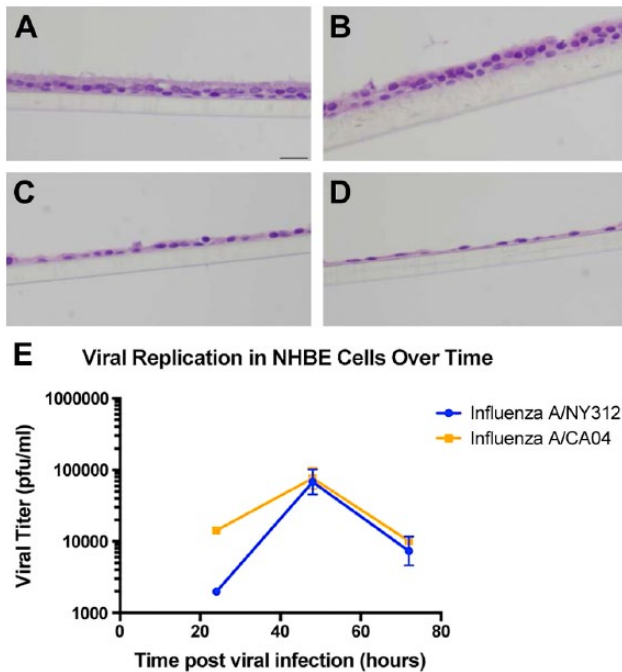 A
B
C
D
E Viral Replication in NHBE Cells Over Time
Viral Titer (pfu/ml)
1000000
100000
10000
1000
0 20 40 60 80
Time post viral infection (hours)
Influenza A/NY312
Influenza A/CA04